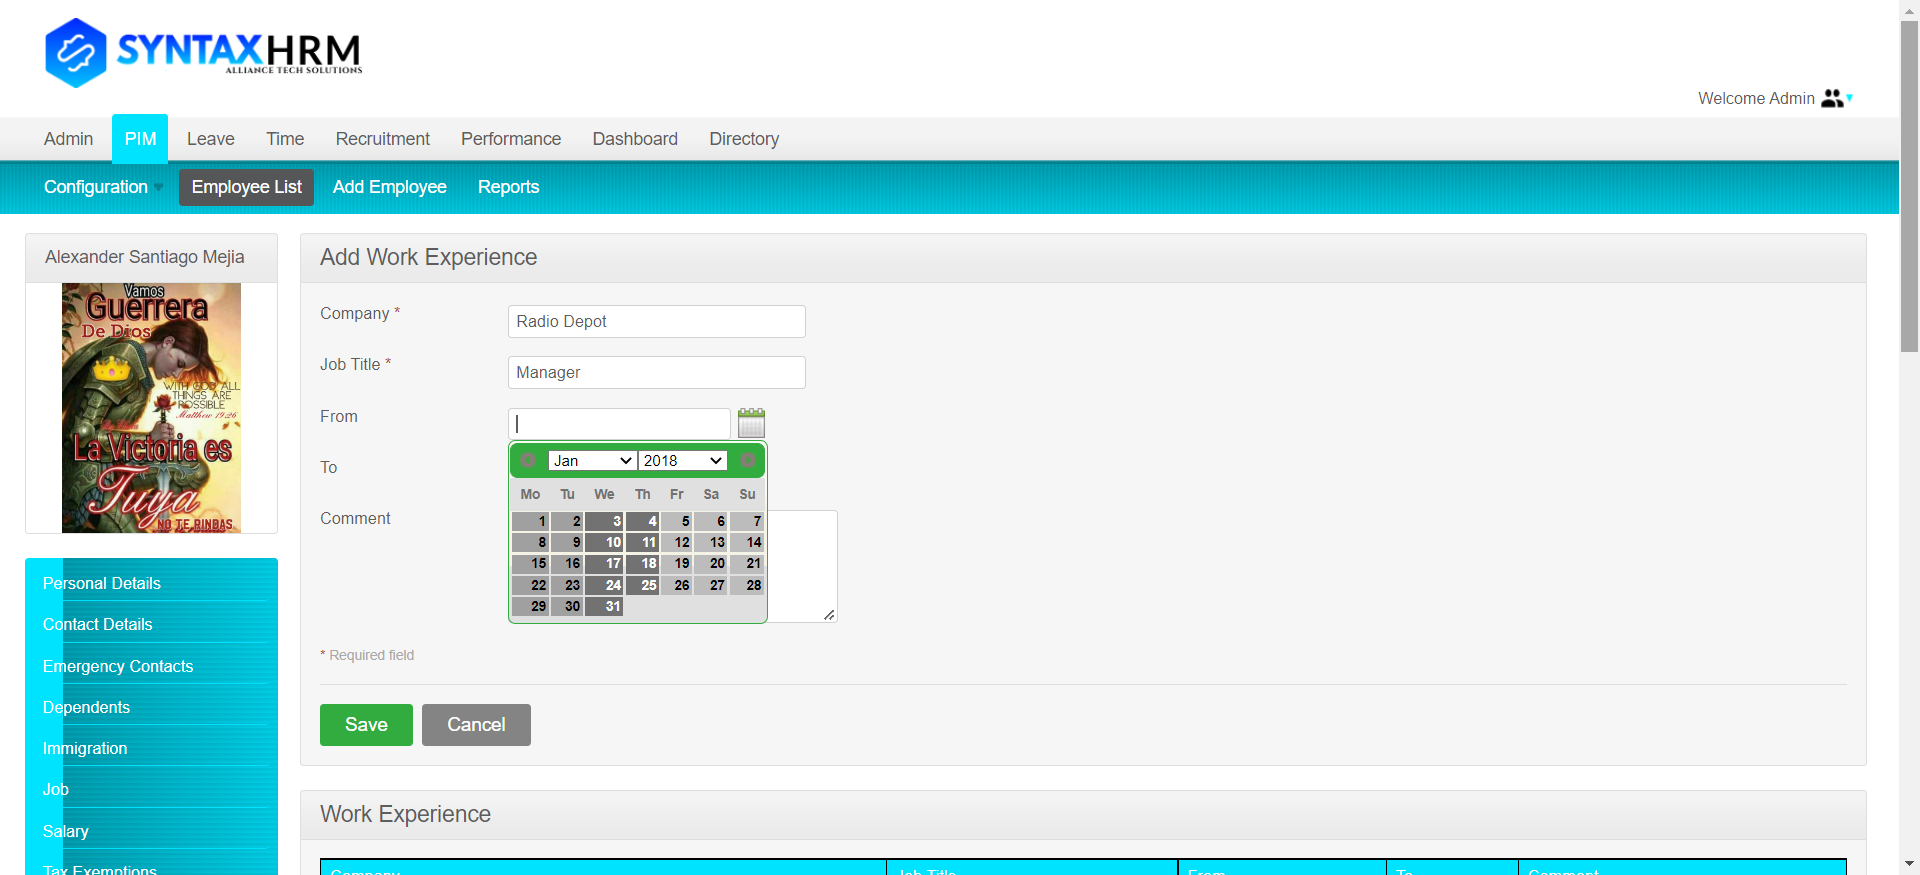 SYNTAXHRM
ALLIANCE TECH SOLUTIONS
Welcome Admin
Admin PIM Leave Time Recruitment Performance Dashboard Directory
Configuration Employee List Add Employee Reports
Alexander Santiago Mejia
Vamos
Guerrera
De Dios
WITH GOD ALL
THINGS ARE
POSSIBLE
Matthew 19:26
La Victoria es
Tuya
NO TE RINDAS
Personal Details
Contact Details
Emergency Contacts
Dependents
Immigration
Job
Salary
Tax Exemptions
Add Work Experience
Company *
Radio Depot
Job Title *
Manager
From
To
Comment
Jan 2018
Mo Tu We Th Fr Sa Su
1 2 3 4 5 6 7
8 9 10 11 12 13 14
15 16 17 18 19 20 21
22 23 24 25 26 27 28
29 30 31
* Required field
Save Cancel
Work Experience
Company Job Title From To Comment